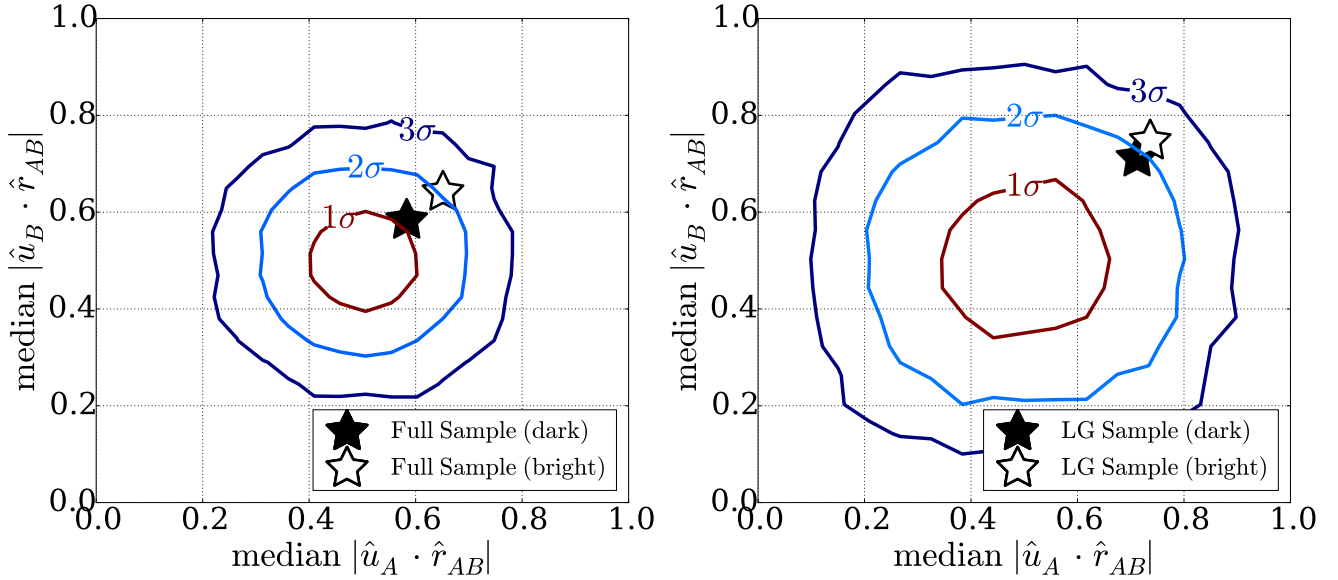 1.0
0.8
0.6
0.4
0.2
0.0
0.0 0.2 0.4 0.6 0.8 1.0
median |û_A · r̂_AB|
median |û_B · r̂_AB|
3σ
2σ
1σ
Full Sample (dark)
Full Sample (bright)
1.0
0.8
0.6
0.4
0.2
0.0
0.0 0.2 0.4 0.6 0.8 1.0
median |û_A · r̂_AB|
median |û_B · r̂_AB|
3σ
2σ
1σ
LG Sample (dark)
LG Sample (bright)